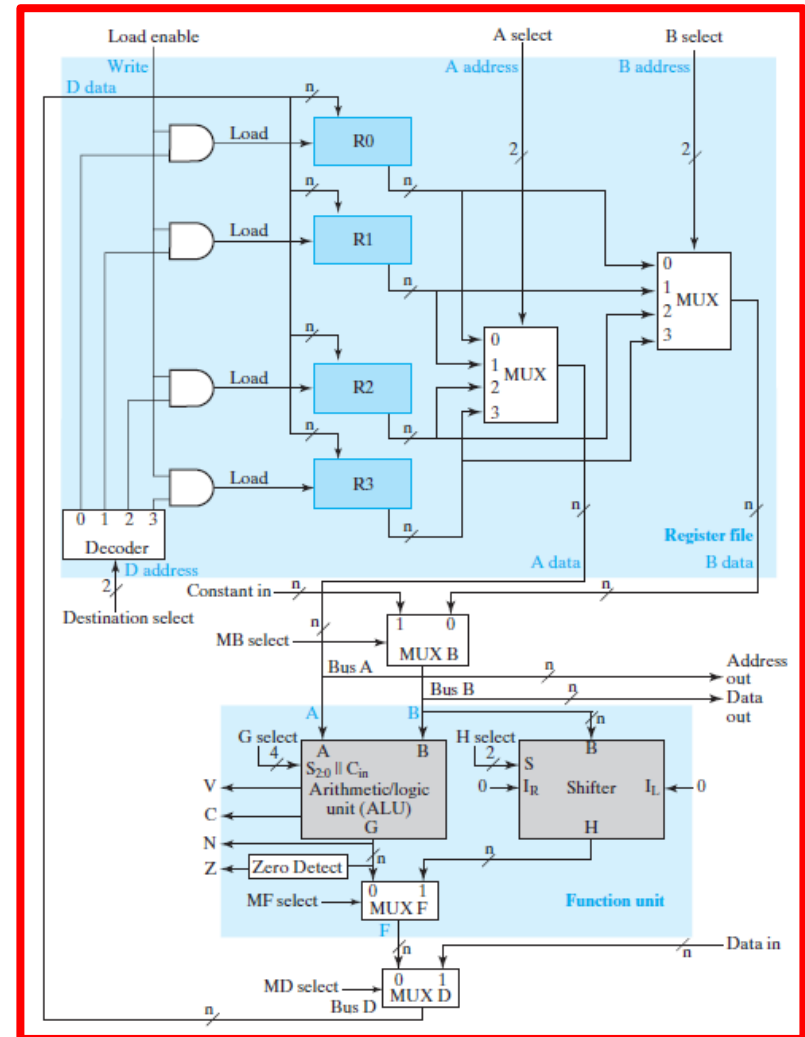 Load enable
A select
B select
Write
A address
B address
D data
n
Load
R0
2
2
n
n
Load
R1
0
n
1
MUX
2
n
0
3
1
MUX
Load
2
R2
3
n
n
Load
R3
n
n
n
0 1 2 3
Register file
Decoder
D address
A data
B data
2
Constant in
n
n
Destination select
n
1 0
MB select
MUX B
Bus A
n
Address
out
Bus B
n
Data
out
A
B
n
G select
H select
4
A
B
2
B
S2:0 || Cin
S
V
Arithmetic/logic
0
IR
Shifter
IL
0
unit (ALU)
C
G
H
N
n
n
Z
Zero Detect
0 1
MF select
MUX F
Function unit
F
n
Data in
n
0 1
MD select
MUX D
n
Bus D